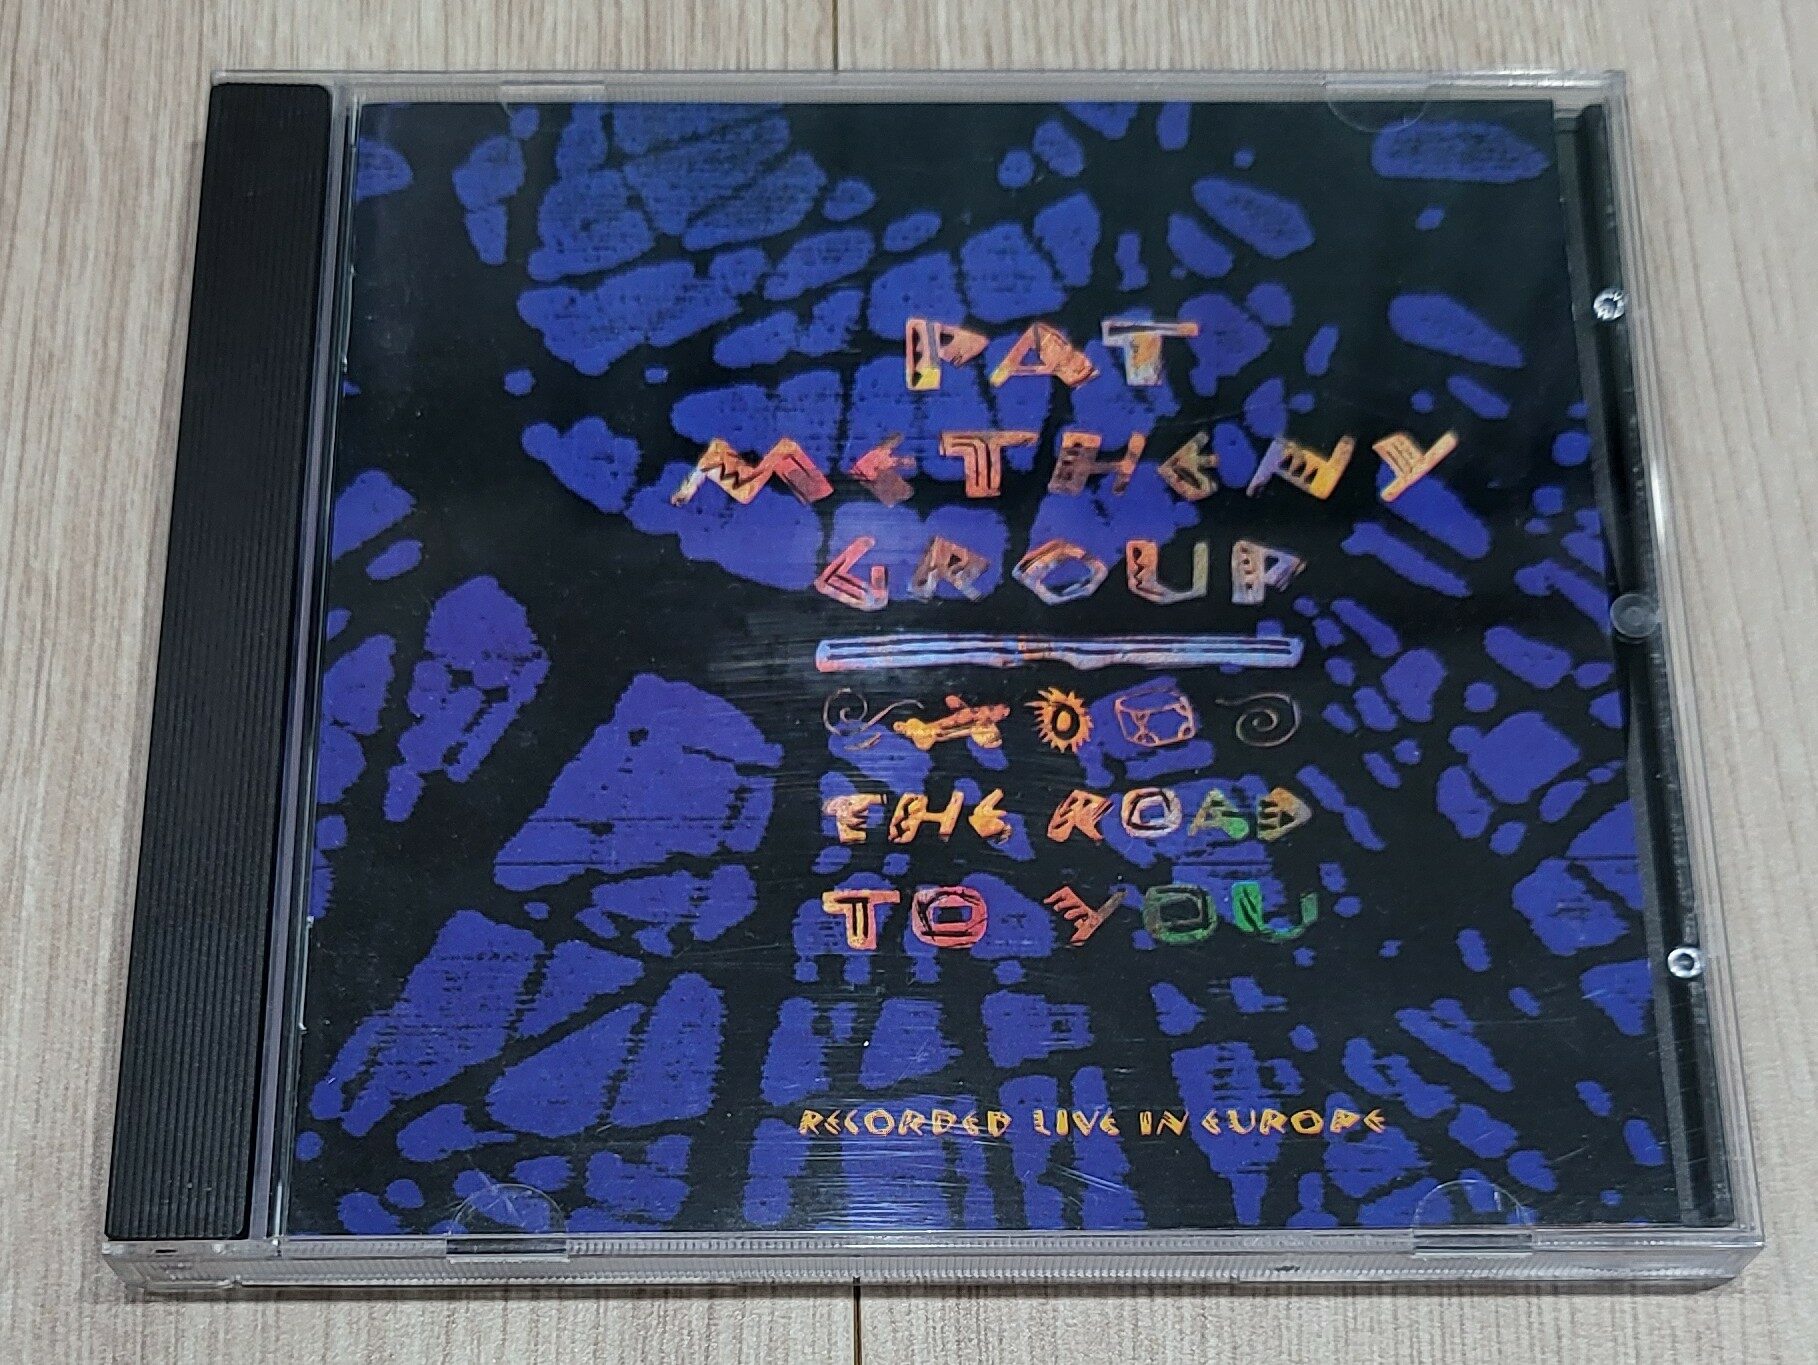 PAT
METHENY
GROUP
THE ROAD
TO YOU
RECORDED LIVE IN EUROPE